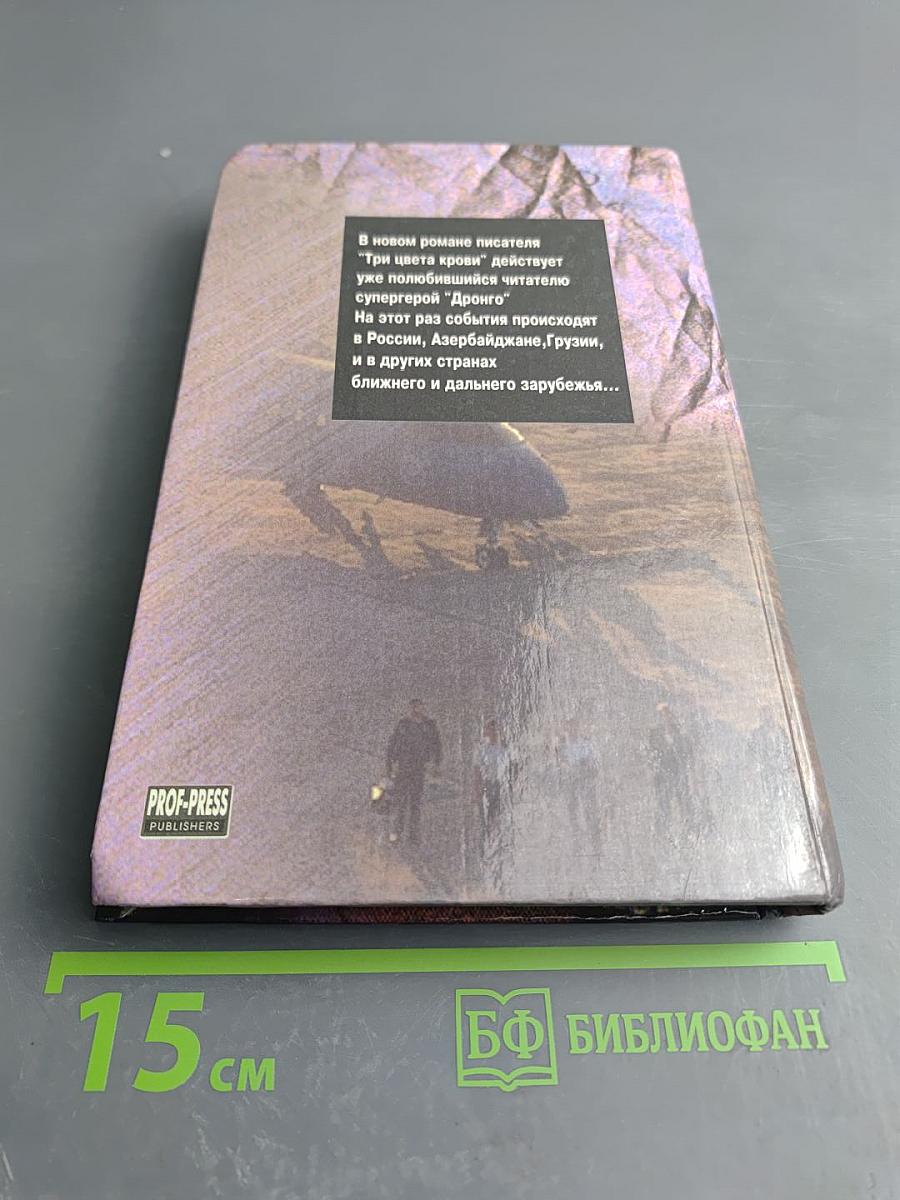 В новом романе писателя
"Три цвета крови" действует
уже полюбившийся читателю
супергерой "Дронго"
На этот раз события происходят
в России, Азербайджане,Грузии,
и в других странах
ближнего и дальнего зарубежья...
PROF-PRESS
PUBLISHERS
15 см
БФ БИБЛИОФАН